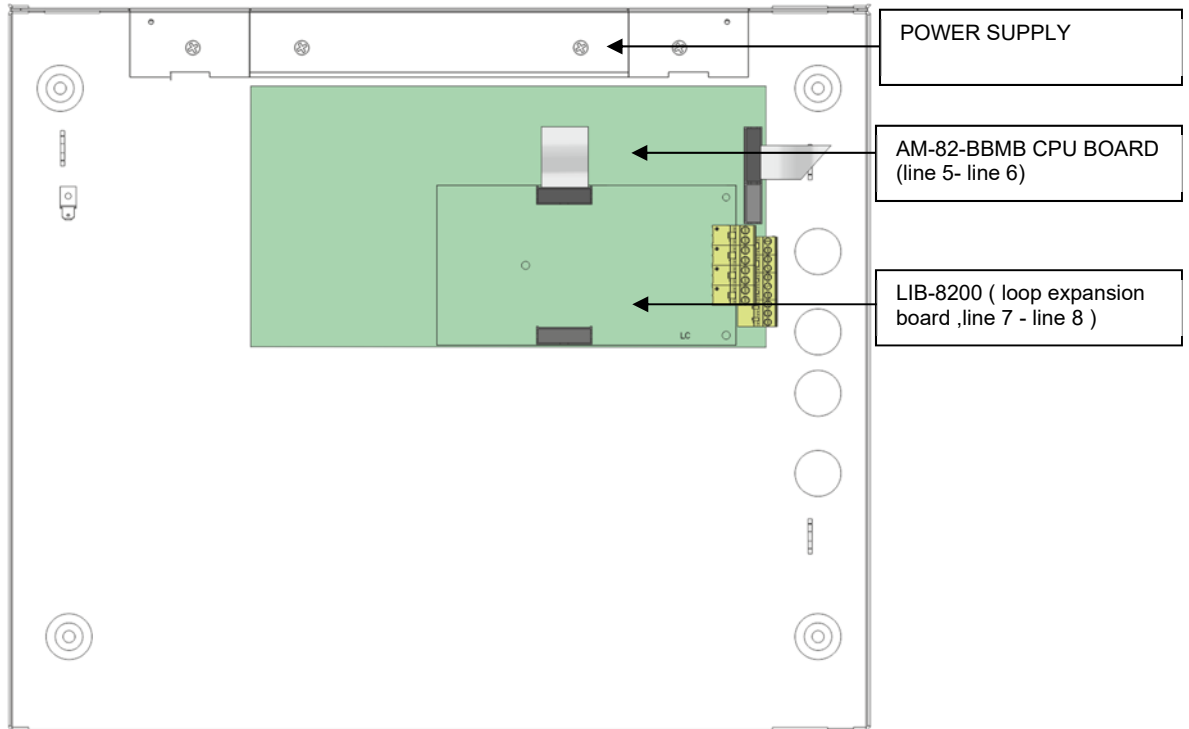 POWER SUPPLY
AM-82-BBMB CPU BOARD
(line 5- line 6)
LIB-8200 ( loop expansion
board ,line 7 - line 8 )
LC